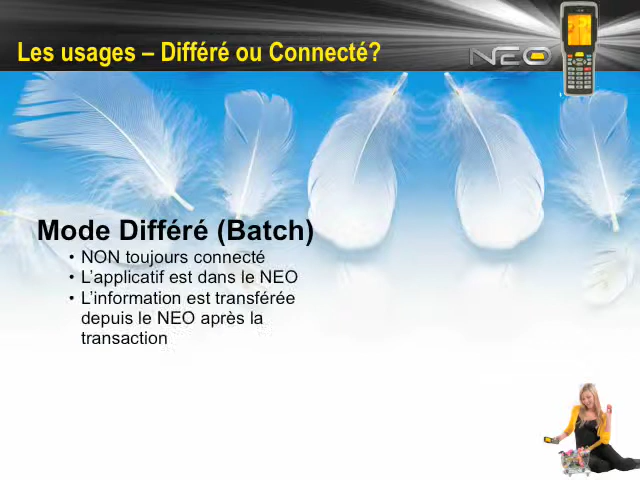 Les usages – Différé ou Connecté?
NEO
Mode Différé (Batch)
• NON toujours connecté
• L’applicatif est dans le NEO
• L’information est transférée
depuis le NEO après la
transaction